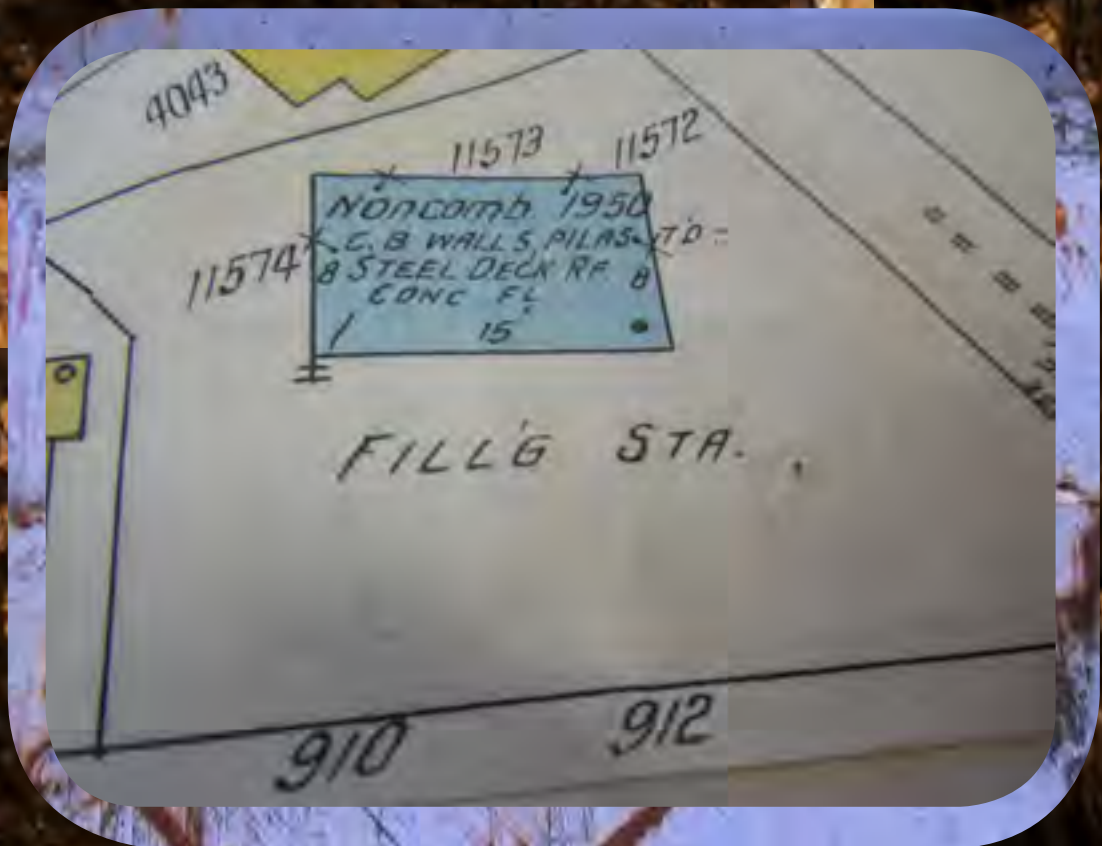 4043
11573
11572
Noncomb. 1950
C. B WALLS PILAS-T'D-
11574
8 STEEL DECK RF. 8
CONC FL
1 15'
FILL'G STA.
910
912